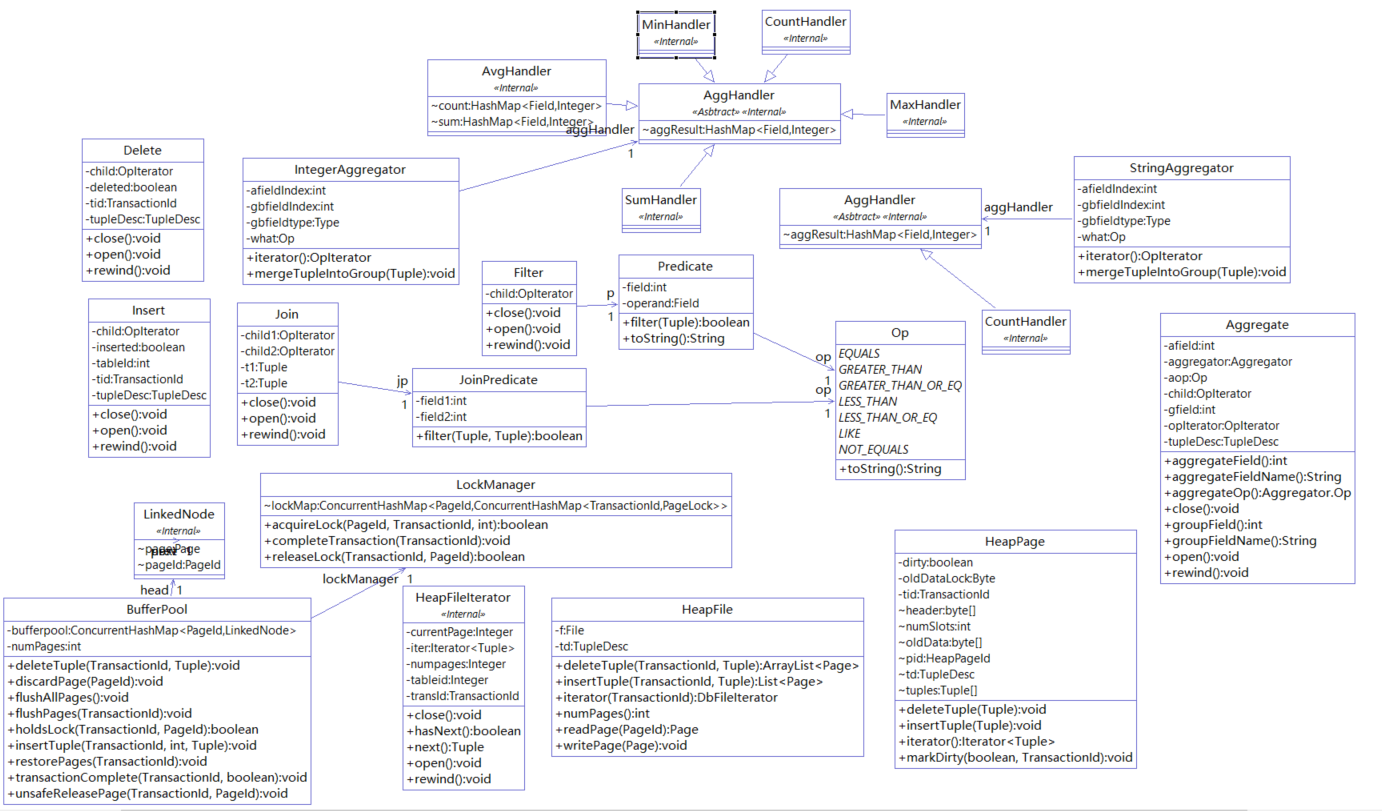 MinHandler
«Internal»
CountHandler
«Internal»
AvgHandler
«Internal»
~count:HashMap<Field,Integer>
~sum:HashMap<Field,Integer>
AggHandler
«Asbtract» «Internal»
~aggResult:HashMap<Field,Integer>
MaxHandler
«Internal»
aggHandler
1
SumHandler
«Internal»
Delete
-child:OpIterator
-deleted:boolean
-tid:TransactionId
-tupleDesc:TupleDesc
+close():void
+open():void
+rewind():void
IntegerAggregator
-afieldIndex:int
-gbfieldIndex:int
-gbfieldtype:Type
-what:Op
+iterator():OpIterator
+mergeTupleIntoGroup(Tuple):void
AggHandler
«Asbtract» «Internal»
~aggResult:HashMap<Field,Integer>
aggHandler
1
StringAggregator
-afieldIndex:int
-gbfieldIndex:int
-gbfieldtype:Type
-what:Op
+iterator():OpIterator
+mergeTupleIntoGroup(Tuple):void
Filter
-child:OpIterator
+close():void
+open():void
+rewind():void
p
1
Predicate
-field:int
-operand:Field
+filter(Tuple):boolean
+toString():String
CountHandler
«Internal»
Insert
-child:OpIterator
-inserted:boolean
-tableId:int
-tid:TransactionId
-tupleDesc:TupleDesc
+close():void
+open():void
+rewind():void
Join
-child1:OpIterator
-child2:OpIterator
-t1:Tuple
-t2:Tuple
+close():void
+open():void
+rewind():void
jp
1
JoinPredicate
-field1:int
-field2:int
+filter(Tuple, Tuple):boolean
op
1
op
1
Op
EQUALS
GREATER_THAN
GREATER_THAN_OR_EQ
LESS_THAN
LESS_THAN_OR_EQ
LIKE
NOT_EQUALS
+toString():String
Aggregate
-afield:int
-aggregator:Aggregator
-aop:Op
-child:OpIterator
-gfield:int
-opIterator:OpIterator
-tupleDesc:TupleDesc
+aggregateField():int
+aggregateFieldName():String
+aggregateOp():Aggregator.Op
+close():void
+groupField():int
+groupFieldName():String
+open():void
+rewind():void
LockManager
~lockMap:ConcurrentHashMap<PageId,ConcurrentHashMap<TransactionId,PageLock>>
+acquireLock(PageId, TransactionId, int):boolean
+completeTransaction(TransactionId):void
+releaseLock(TransactionId, PageId):boolean
lockManager
1
LinkedNode
«Internal»
~page:Page
~pageId:PageId
head
1
BufferPool
-bufferpool:ConcurrentHashMap<PageId,LinkedNode>
-numPages:int
+deleteTuple(TransactionId, Tuple):void
+discardPage(PageId):void
+flushAllPages():void
+flushPages(TransactionId):void
+holdsLock(TransactionId, PageId):boolean
+insertTuple(TransactionId, int, Tuple):void
+restorePages(TransactionId):void
+transactionComplete(TransactionId, boolean):void
+unsafeReleasePage(TransactionId, PageId):void
HeapFileIterator
«Internal»
-currentPage:Integer
-iter:Iterator<Tuple>
-numpages:Integer
-tableid:Integer
-transId:TransactionId
+close():void
+hasNext():boolean
+next():Tuple
+open():void
+rewind():void
HeapFile
-f:File
-td:TupleDesc
+deleteTuple(TransactionId, Tuple):ArrayList<Page>
+insertTuple(TransactionId, Tuple):List<Page>
+iterator(TransactionId):DbFileIterator
+numPages():int
+readPage(PageId):Page
+writePage(Page):void
HeapPage
-dirty:boolean
-oldDataLock:Byte
-tid:TransactionId
~header:byte[]
~numSlots:int
~oldData:byte[]
~pid:HeapPageId
~td:TupleDesc
~tuples:Tuple[]
+deleteTuple(Tuple):void
+insertTuple(Tuple):void
+iterator():Iterator<Tuple>
+markDirty(boolean, TransactionId):void